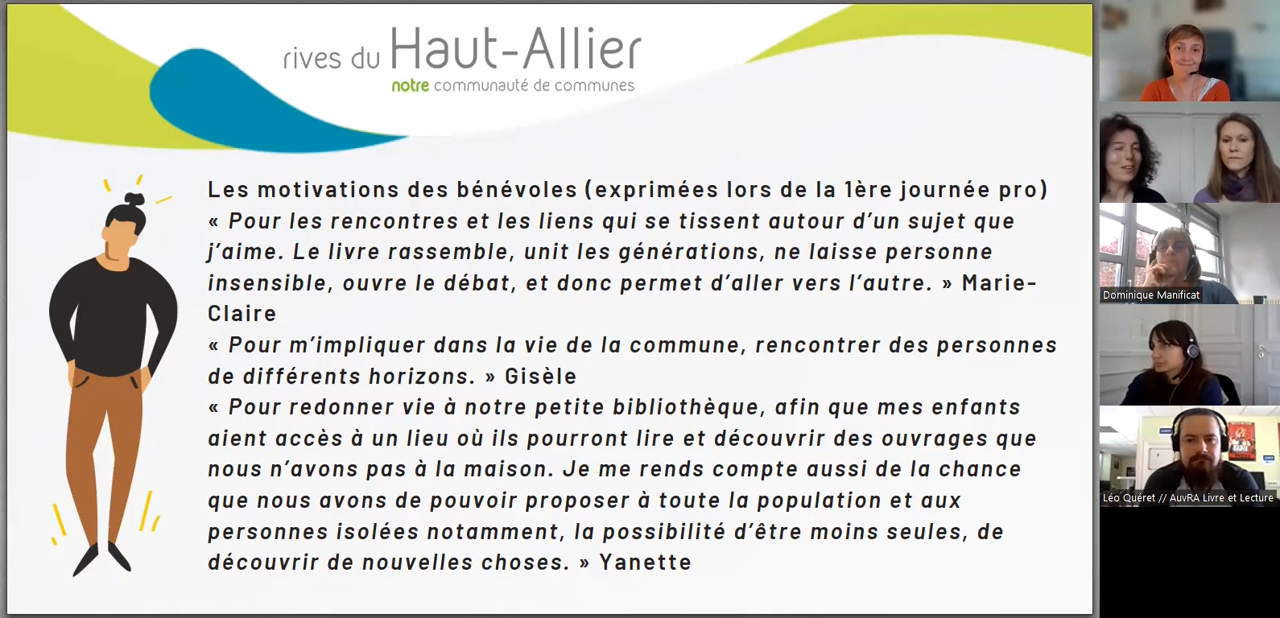 rives du Haut-Allier
notre communauté de communes
Les motivations des bénévoles (exprimées lors de la 1ère journée pro)
« Pour les rencontres et les liens qui se tissent autour d'un sujet que
j'aime. Le livre rassemble, unit les générations, ne laisse personne
insensible, ouvre le débat, et donc permet d'aller vers l'autre. » Marie-
Claire
« Pour m'impliquer dans la vie de la commune, rencontrer des personnes
de différents horizons. » Gisèle
« Pour redonner vie à notre petite bibliothèque, afin que mes enfants
aient accès à un lieu où ils pourront lire et découvrir des ouvrages que
nous n'avons pas à la maison. Je me rends compte aussi de la chance
que nous avons de pouvoir proposer à toute la population et aux
personnes isolées notamment, la possibilité d'être moins seules, de
découvrir de nouvelles choses. » Yanette
Dominique Manificat
Léo Quéret // AuvRA Livre et Lecture